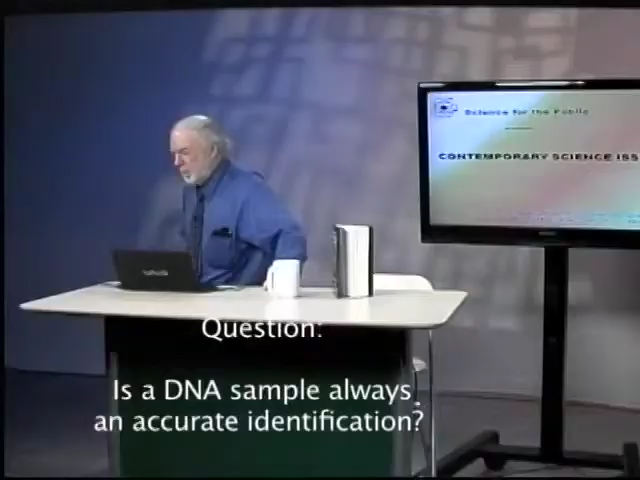 Science for the Public
CONTEMPORARY SCIENCE ISS
Question:
Is a DNA sample always
an accurate identification?